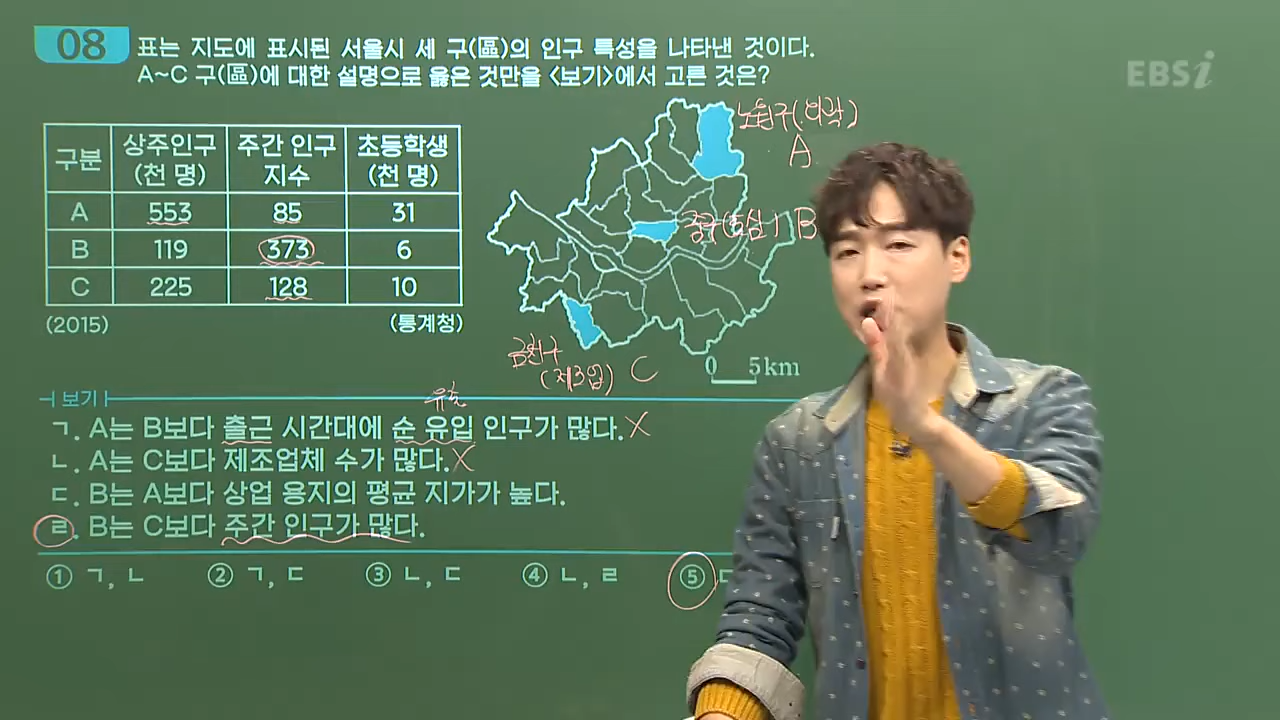 08 표는 지도에 표시된 서울시 세 구(區)의 인구 특성을 나타낸 것이다.
A~C 구(區)에 대한 설명으로 옳은 것만을 <보기>에서 고른 것은?
EBSi
구분 상주인구(천 명) 주간 인구 지수 초등학생(천 명)
A 553 85 31
B 119 373 6
C 225 128 10
(2015) (통계청)
노원구(외곽)
A
중구(도심) B
금천구
(제조업) C
0 5km
보기
유출
ㄱ. A는 B보다 출근 시간대에 순 유입 인구가 많다. X
ㄴ. A는 C보다 제조업체 수가 많다. X
ㄷ. B는 A보다 상업 용지의 평균 지가가 높다.
ㄹ. B는 C보다 주간 인구가 많다.
① ㄱ, ㄴ ② ㄱ, ㄷ ③ ㄴ, ㄷ ④ ㄴ, ㄹ ⑤ ㄷ